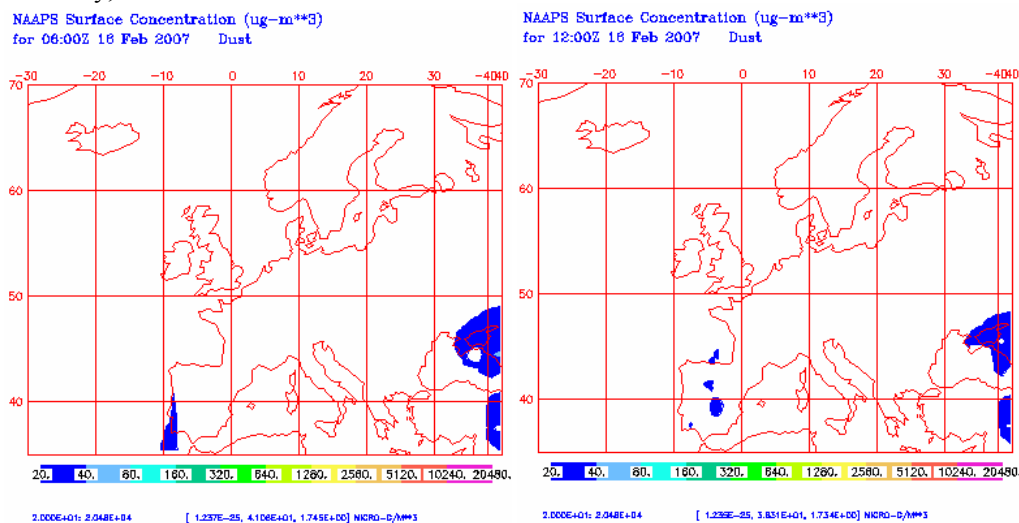 NAAPS Surface Concentration (ug-m**3)
for 06:00Z 16 Feb 2007 Dust
-30 -20 -10 0 10 20 30 -4040
70
60
50
40
20. 40. 80. 160. 320. 640. 1280. 2560. 5120. 10240. 20480.
2.000E+01: 2.048E+04 [ 1.237E-25, 4.106E+01, 1.745E+00] MICRO-G/M**3
NAAPS Surface Concentration (ug-m**3)
for 12:00Z 16 Feb 2007 Dust
-30 -20 -10 0 10 20 30 -4040
70
60
50
40
20. 40. 80. 160. 320. 640. 1280. 2560. 5120. 10240. 20480.
2.000E+01: 2.048E+04 [ 1.235E-25, 3.831E+01, 1.734E+00] MICRO-G/M**3